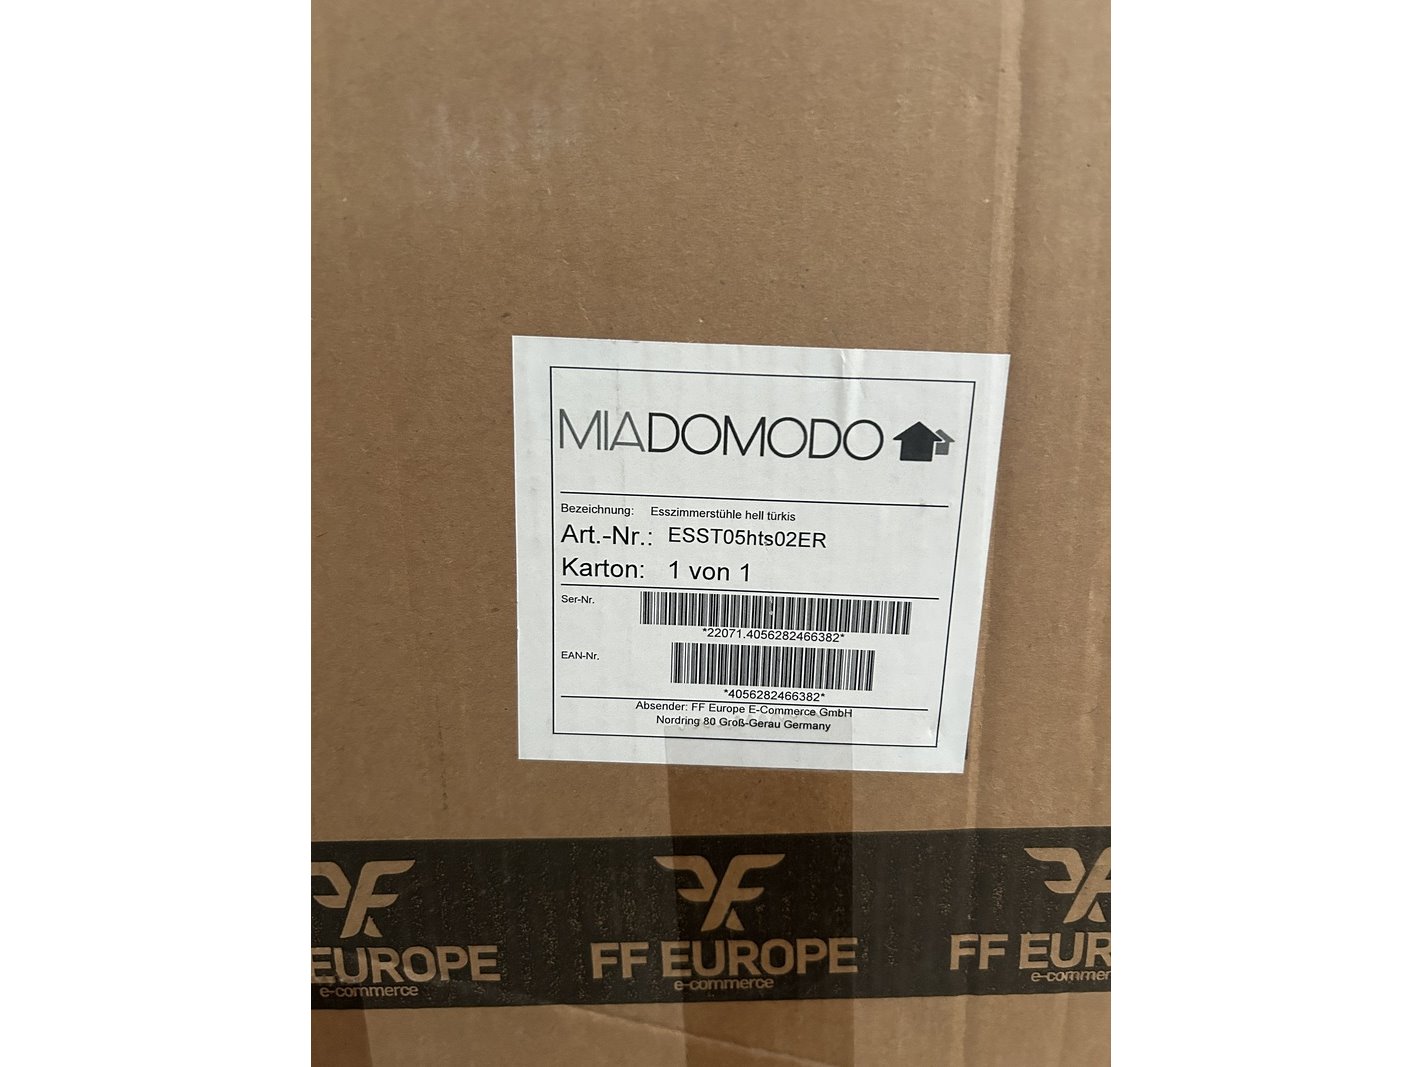 MIADOMODO
Bezeichnung: Esszimmerstühle hell türkis
Art.-Nr.: ESST05hts02ER
Karton: 1 von 1
Ser-Nr.
*22071.4056282466382*
EAN-Nr.
*4056282466382*
Absender: FF Europe E-Commerce GmbH
Nordring 80 Groß-Gerau Germany
EUROPE FF EUROPE FF EUR
e-commerce e-commerce e-commer